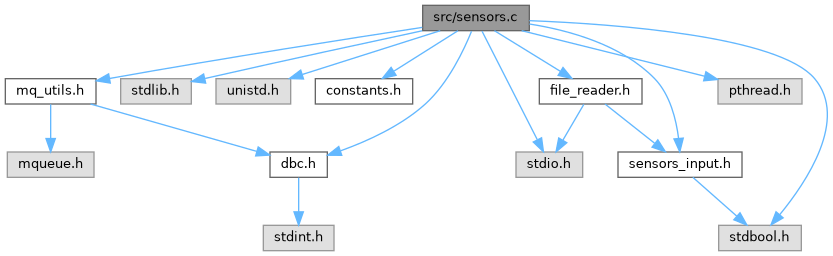 src/sensors.c
mq_utils.h
stdlib.h
unistd.h
constants.h
file_reader.h
pthread.h
mqueue.h
dbc.h
stdio.h
sensors_input.h
stdint.h
stdbool.h